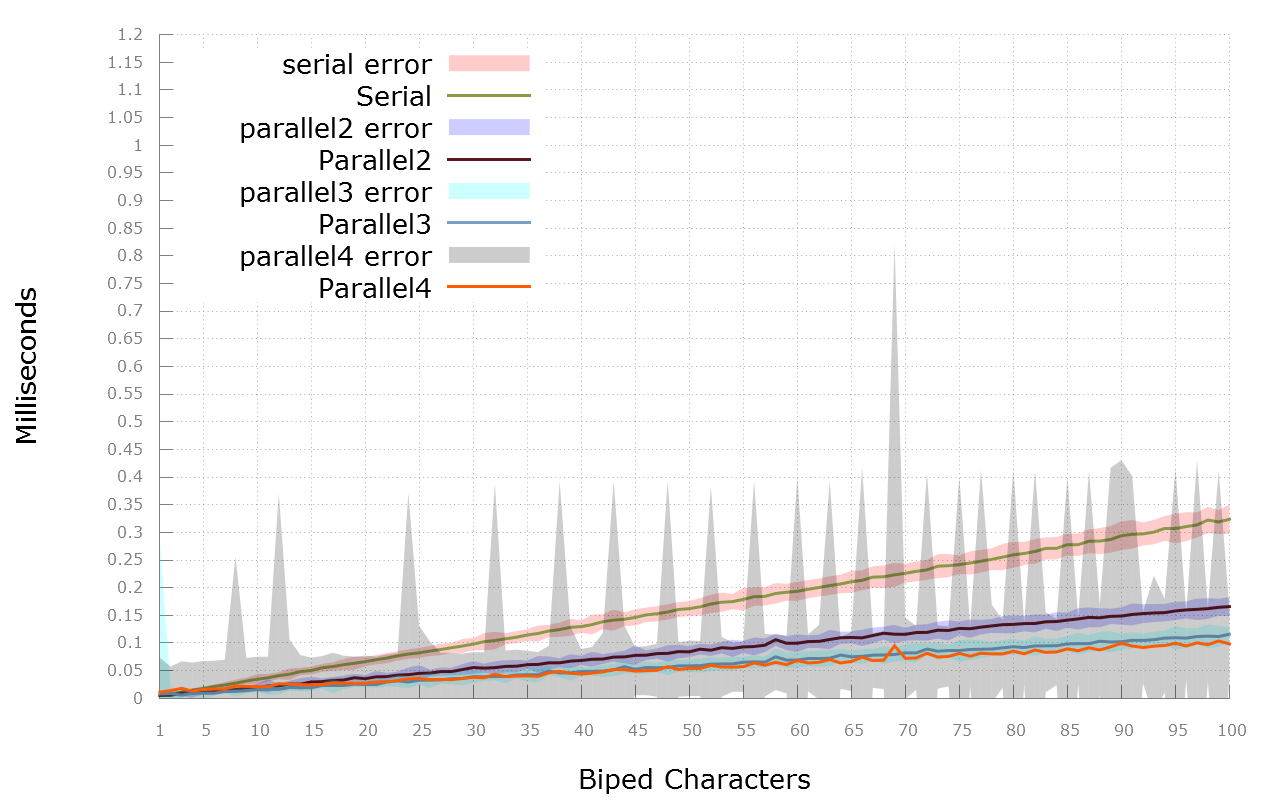 1.2
1.15
1.1
1.05
1
0.95
0.9
0.85
0.8
0.75
0.7
0.65
0.6
0.55
0.5
0.45
0.4
0.35
0.3
0.25
0.2
0.15
0.1
0.05
0
serial error
Serial
parallel2 error
Parallel2
parallel3 error
Parallel3
parallel4 error
Parallel4
Milliseconds
1 5 10 15 20 25 30 35 40 45 50 55 60 65 70 75 80 85 90 95 100
Biped Characters